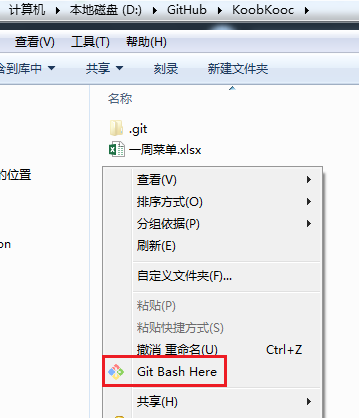 计算机 ▸ 本地磁盘 (D:) ▸ GitHub ▸ KoobKooc ▸
查看(V) 工具(T) 帮助(H)
含到库中 共享 刻录 新建文件夹
名称
.git
一周菜单.xlsx
的位置
on
查看(V)
排序方式(O)
分组依据(P)
刷新(E)
自定义文件夹(F)...
粘贴(P)
粘贴快捷方式(S)
撤消 重命名(U) Ctrl+Z
Git Bash Here
共享(H)